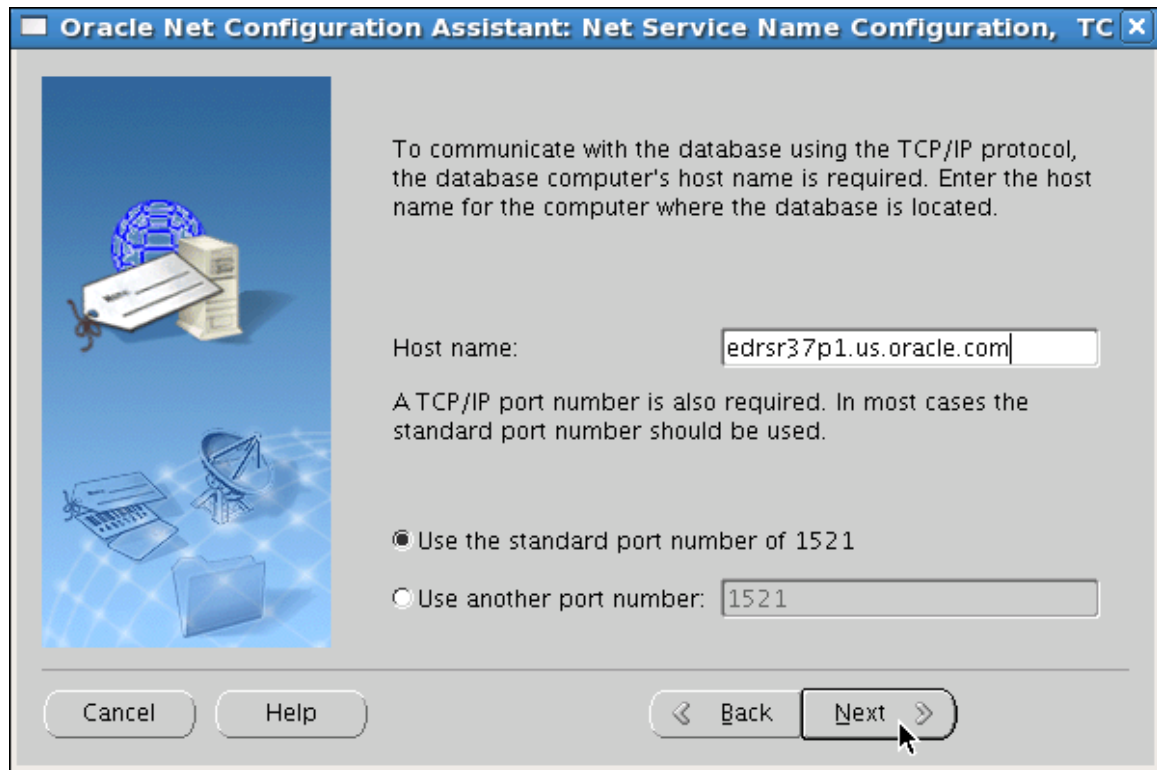 Oracle Net Configuration Assistant: Net Service Name Configuration, TC
To communicate with the database using the TCP/IP protocol,
the database computer's host name is required. Enter the host
name for the computer where the database is located.
Host name:
edrsr37p1.us.oracle.com
A TCP/IP port number is also required. In most cases the
standard port number should be used.
Use the standard port number of 1521
Use another port number: 1521
Cancel Help Back Next